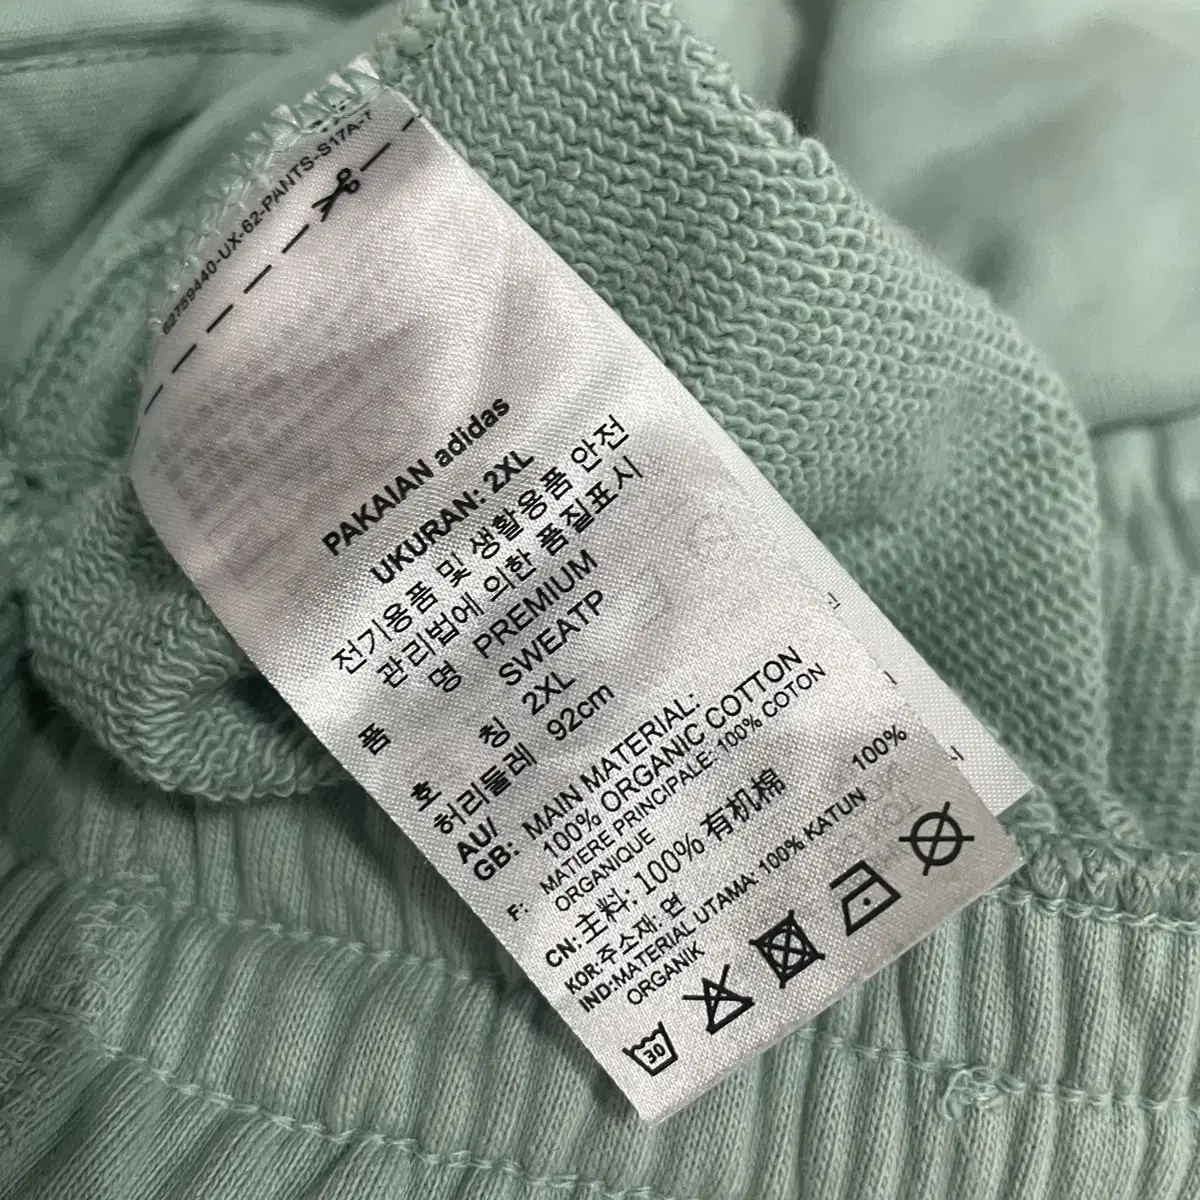 62759440-UX-62-PANTS-S17A-1
PAKAIAN adidas
UKURAN: 2XL
전기용품 및 생활용품 안전
관리법에 의한 품질표시
품 명 PREMIUM
SWEATP
호 칭 2XL
허리둘레 92cm
AU/
GB: MAIN MATERIAL:
100% ORGANIC COTTON
F: MATIERE PRINCIPALE: 100% COTON
ORGANIQUE
CN: 主料: 100% 有机棉
KOR: 주소재: 면 100%
IND: MATERIAL UTAMA: 100% KATUN
ORGANIK
30